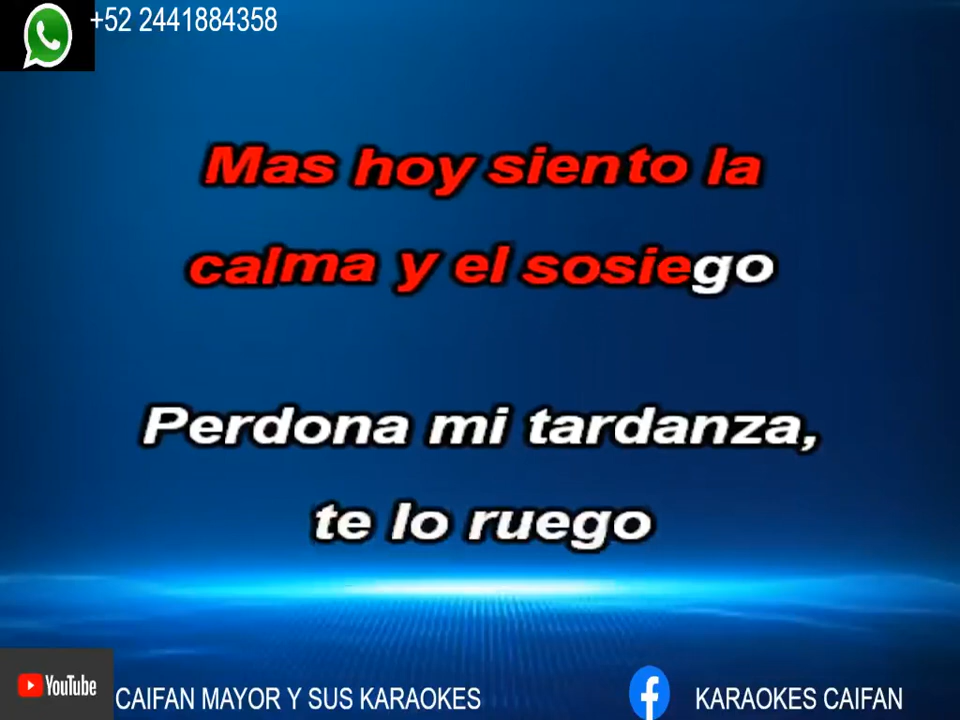 +52 2441884358
Mas hoy siento la
calma y el sosiego
Perdona mi tardanza,
te lo ruego
YouTube
CAIFAN MAYOR Y SUS KARAOKES
KARAOKES CAIFAN